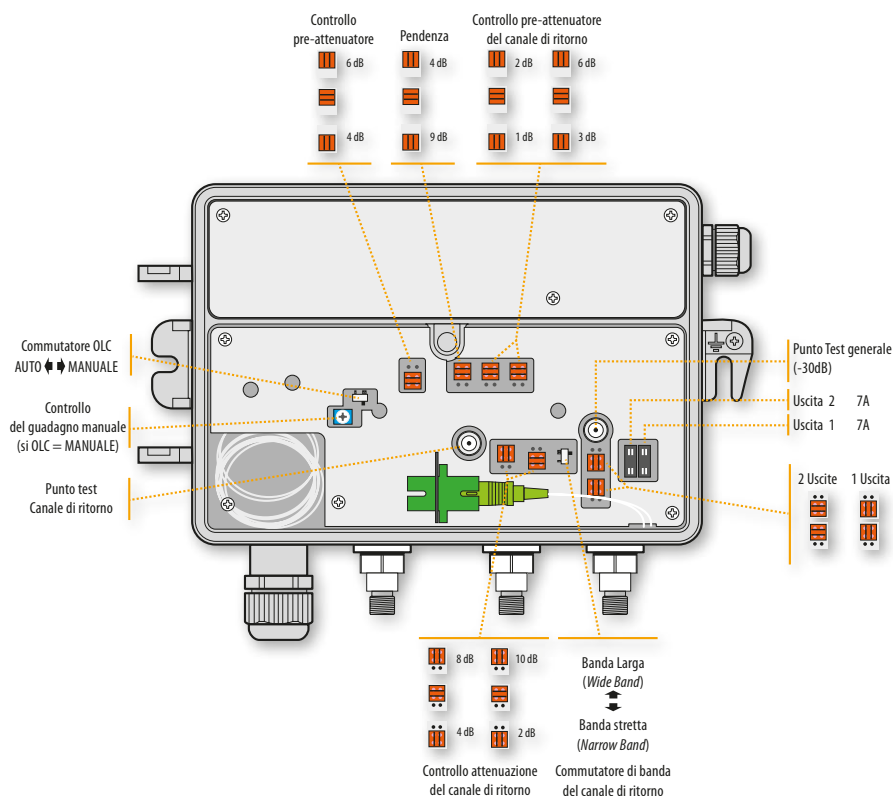 Controllo
pre-attenuatore
6 dB
4 dB
Pendenza
4 dB
9 dB
Controllo pre-attenuatore
del canale di ritorno
2 dB
6 dB
1 dB
3 dB
Commutatore OLC
AUTO MANUALE
Controllo
del guadagno manuale
(si OLC = MANUALE)
Punto test
Canale di ritorno
Punto Test generale
(-30dB)
Uscita 2 7A
Uscita 1 7A
2 Uscite 1 Uscita
8 dB
10 dB
4 dB
2 dB
Controllo attenuazione
del canale di ritorno
Banda Larga
(Wide Band)
Banda stretta
(Narrow Band)
Commutatore di banda
del canale di ritorno